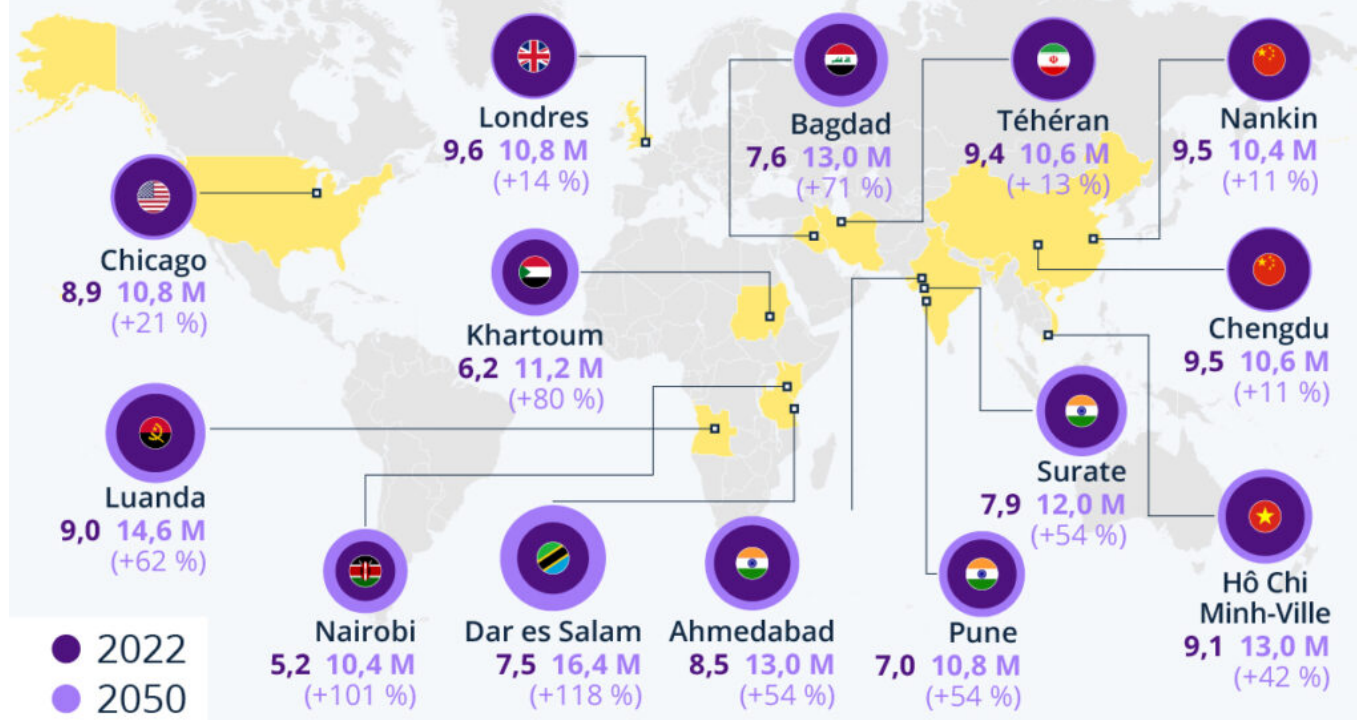 Londres
9,6 10,8 M
(+14 %)
Bagdad
7,6 13,0 M
(+71 %)
Téhéran
9,4 10,6 M
(+ 13 %)
Nankin
9,5 10,4 M
(+11 %)
Chicago
8,9 10,8 M
(+21 %)
Khartoum
6,2 11,2 M
(+80 %)
Chengdu
9,5 10,6 M
(+11 %)
Luanda
9,0 14,6 M
(+62 %)
Surate
7,9 12,0 M
(+54 %)
Hô Chi
Minh-Ville
9,1 13,0 M
(+42 %)
Nairobi
5,2 10,4 M
(+101 %)
Dar es Salam
7,5 16,4 M
(+118 %)
Ahmedabad
8,5 13,0 M
(+54 %)
Pune
7,0 10,8 M
(+54 %)
2022
2050